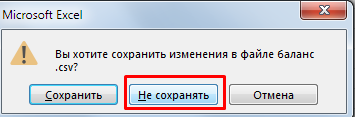 Microsoft Excel
Вы хотите сохранить изменения в файле баланс
.csv?
Сохранить Не сохранять Отмена